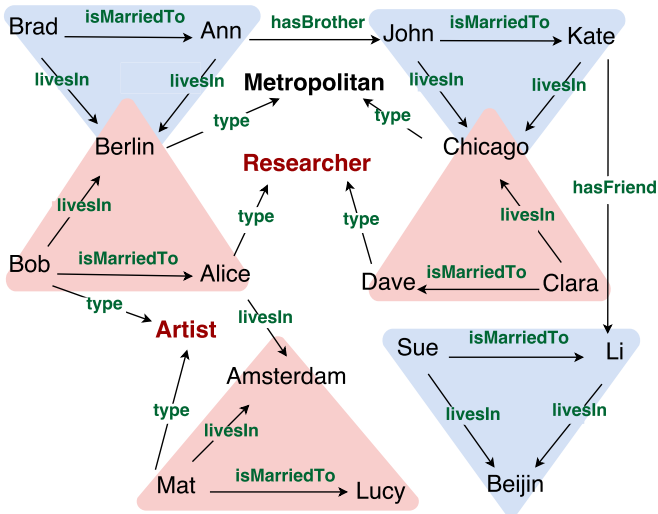 Brad isMarriedTo Ann hasBrother John isMarriedTo Kate
livesIn livesIn Metropolitan livesIn livesIn
type type
Berlin Chicago
Researcher
hasFriend
livesIn type type livesIn
Bob isMarriedTo Alice Dave isMarriedTo Clara
type livesIn
Artist Sue isMarriedTo Li
Amsterdam
type livesIn livesIn livesIn
Mat isMarriedTo Lucy Beijin